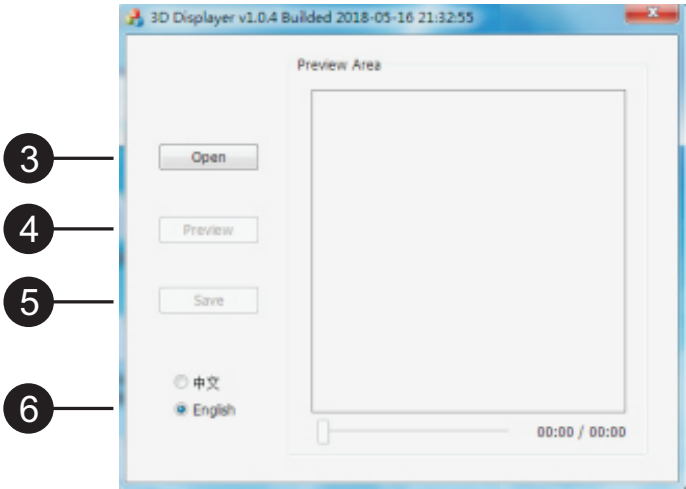 3D Displayer v1.0.4 Builded 2018-05-16 21:32:55
x
Preview Area
3
Open
4
Preview
5
Save
中文
6
English
00:00 / 00:00